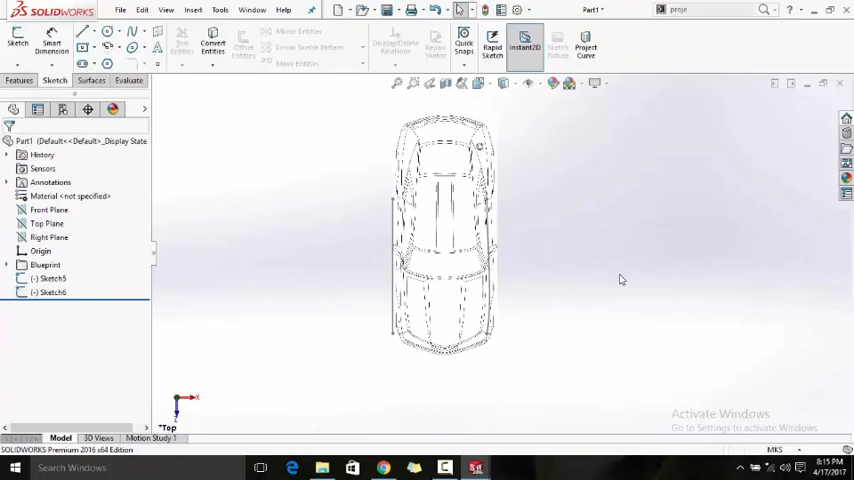 SOLIDWORKS
File Edit View Insert Tools Window Help
Part1 *
proje
Sketch
Smart Dimension
Trim Entities
Convert Entities
Offset Entities
Mirror Entities
Linear Sketch Pattern
Move Entities
Display/Delete Relations
Repair Sketch
Quick Snaps
Rapid Sketch
Instant2D
Sketch Picture
Project Curve
Features Sketch Surfaces Evaluate
Part1 (Default<<Default>_Display State
History
Sensors
Annotations
Material <not specified>
Front Plane
Top Plane
Right Plane
Origin
Blueprint
(-) Sketch5
(-) Sketch6
X
Z
*Top
Activate Windows
Go to Settings to activate Windows.
Model 3D Views Motion Study 1
SOLIDWORKS Premium 2016 x64 Edition
MKS
Search Windows
8:15 PM
4/17/2017